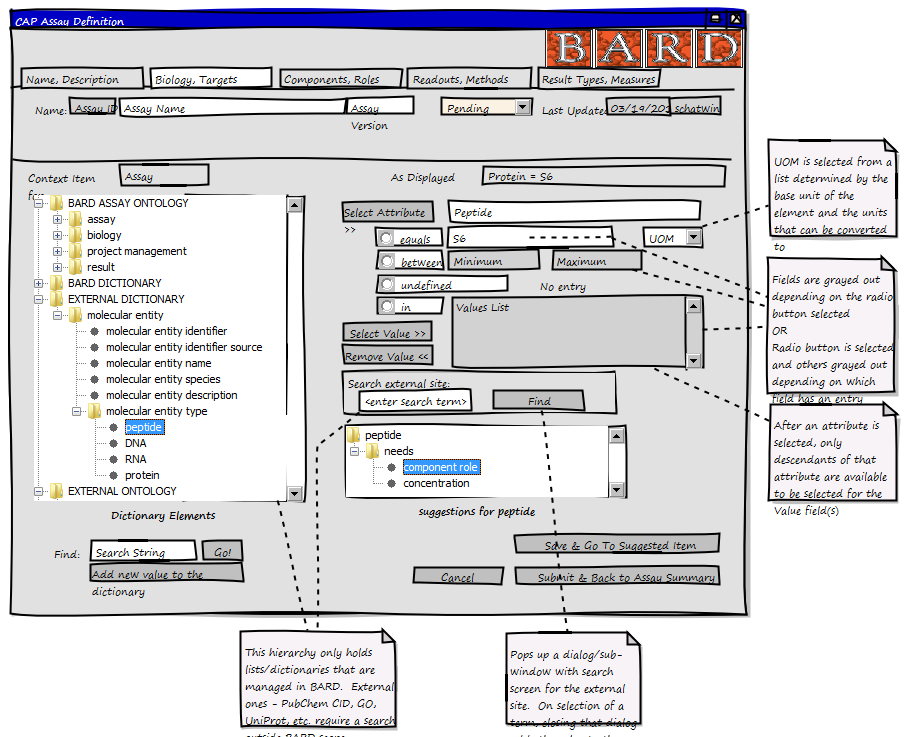 CAP Assay Definition
BARD
Name, Description
Biology, Targets
Components, Roles
Readouts, Methods
Result Types, Measures
Name:
Assay ID
Assay Name
Assay
Version
Pending
Last Updated
03/19/201
schatwin
Context Item
for
Assay
As Displayed
Protein = S6
BARD ASSAY ONTOLOGY
assay
biology
project management
result
BARD DICTIONARY
EXTERNAL DICTIONARY
molecular entity
molecular entity identifier
molecular entity identifier source
molecular entity name
molecular entity species
molecular entity description
molecular entity type
peptide
DNA
RNA
protein
EXTERNAL ONTOLOGY
Dictionary Elements
Find:
Search String
Go!
Add new value to the
dictionary
Select Attribute
>>
Peptide
equals
S6
UOM
between
Minimum
Maximum
undefined
No entry
in
Values List
Select Value >>
Remove Value <<
Search external site:
<enter search term>
Find
peptide
needs
component role
concentration
suggestions for peptide
Save & Go To Suggested Item
Cancel
Submit & Back to Assay Summary
UOM is selected from a
list determined by the
base unit of the
element and the units
that can be converted
to
Fields are grayed out
depending on the radio
button selected
OR
Radio button is selected
and others grayed out
depending on which
field has an entry
After an attribute is
selected, only
descendants of that
attribute are available
to be selected for the
Value field(s)
This hierarchy only holds
lists/dictionaries that are
managed in BARD. External
ones - PubChem CID, GO,
UniProt, etc. require a search
outside BARD
Pops up a dialog/sub-
window with search
screen for the external
site. On selection of a
term, closing that dialog